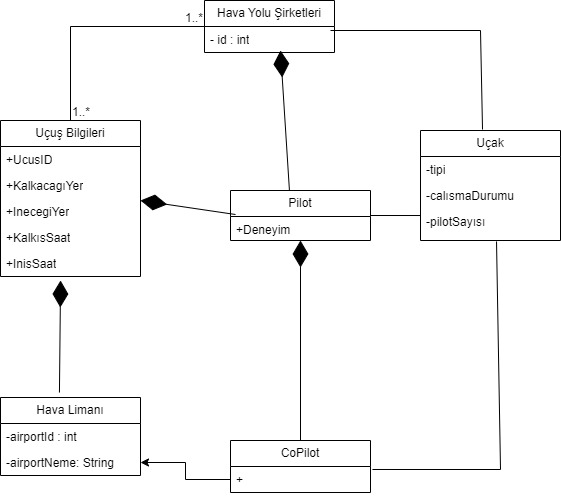 Hava Yolu Şirketleri
- id : int
1..*
1..*
Uçuş Bilgileri
+UcusID
+KalkacagıYer
+InecegiYer
+KalkısSaat
+InisSaat
Uçak
-tipi
-calısmaDurumu
-pilotSayısı
Pilot
+Deneyim
Hava Limanı
-airportId : int
-airportNeme: String
CoPilot
+